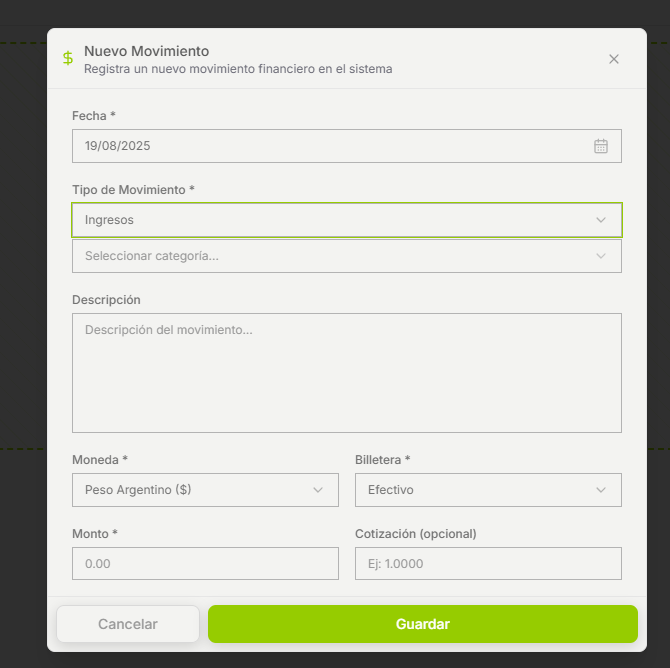 $
Nuevo Movimiento
Registra un nuevo movimiento financiero en el sistema
Fecha *
19/08/2025
Tipo de Movimiento *
Ingresos
Seleccionar categoría...
Descripción
Descripción del movimiento...
Moneda * Billetera *
Peso Argentino ($) Efectivo
Monto * Cotización (opcional)
0.00 Ej: 1.0000
Cancelar Guardar